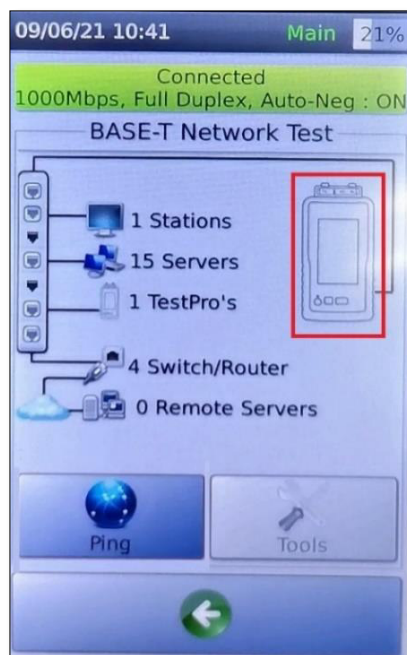 09/06/21 10:41 Main 21%
Connected
1000Mbps, Full Duplex, Auto-Neg : ON
BASE-T Network Test
1 Stations
15 Servers
1 TestPro's
4 Switch/Router
0 Remote Servers
Ping Tools